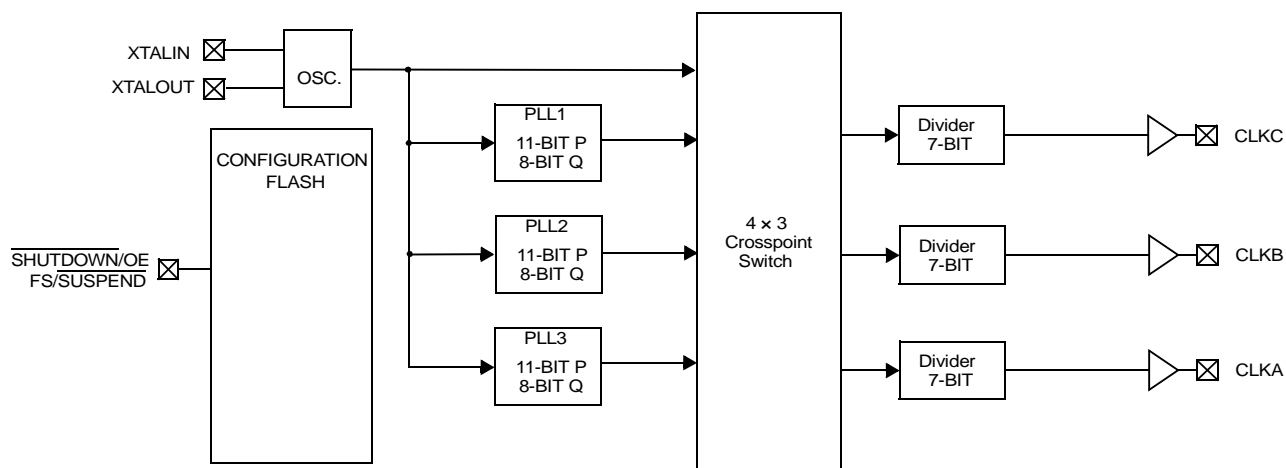 XTALIN
XTALOUT
OSC.
CONFIGURATION
FLASH
SHUTDOWN/OE
FS/SUSPEND
PLL1
11-BIT P
8-BIT Q
PLL2
11-BIT P
8-BIT Q
PLL3
11-BIT P
8-BIT Q
4 × 3
Crosspoint
Switch
Divider
7-BIT
CLKC
Divider
7-BIT
CLKB
Divider
7-BIT
CLKA